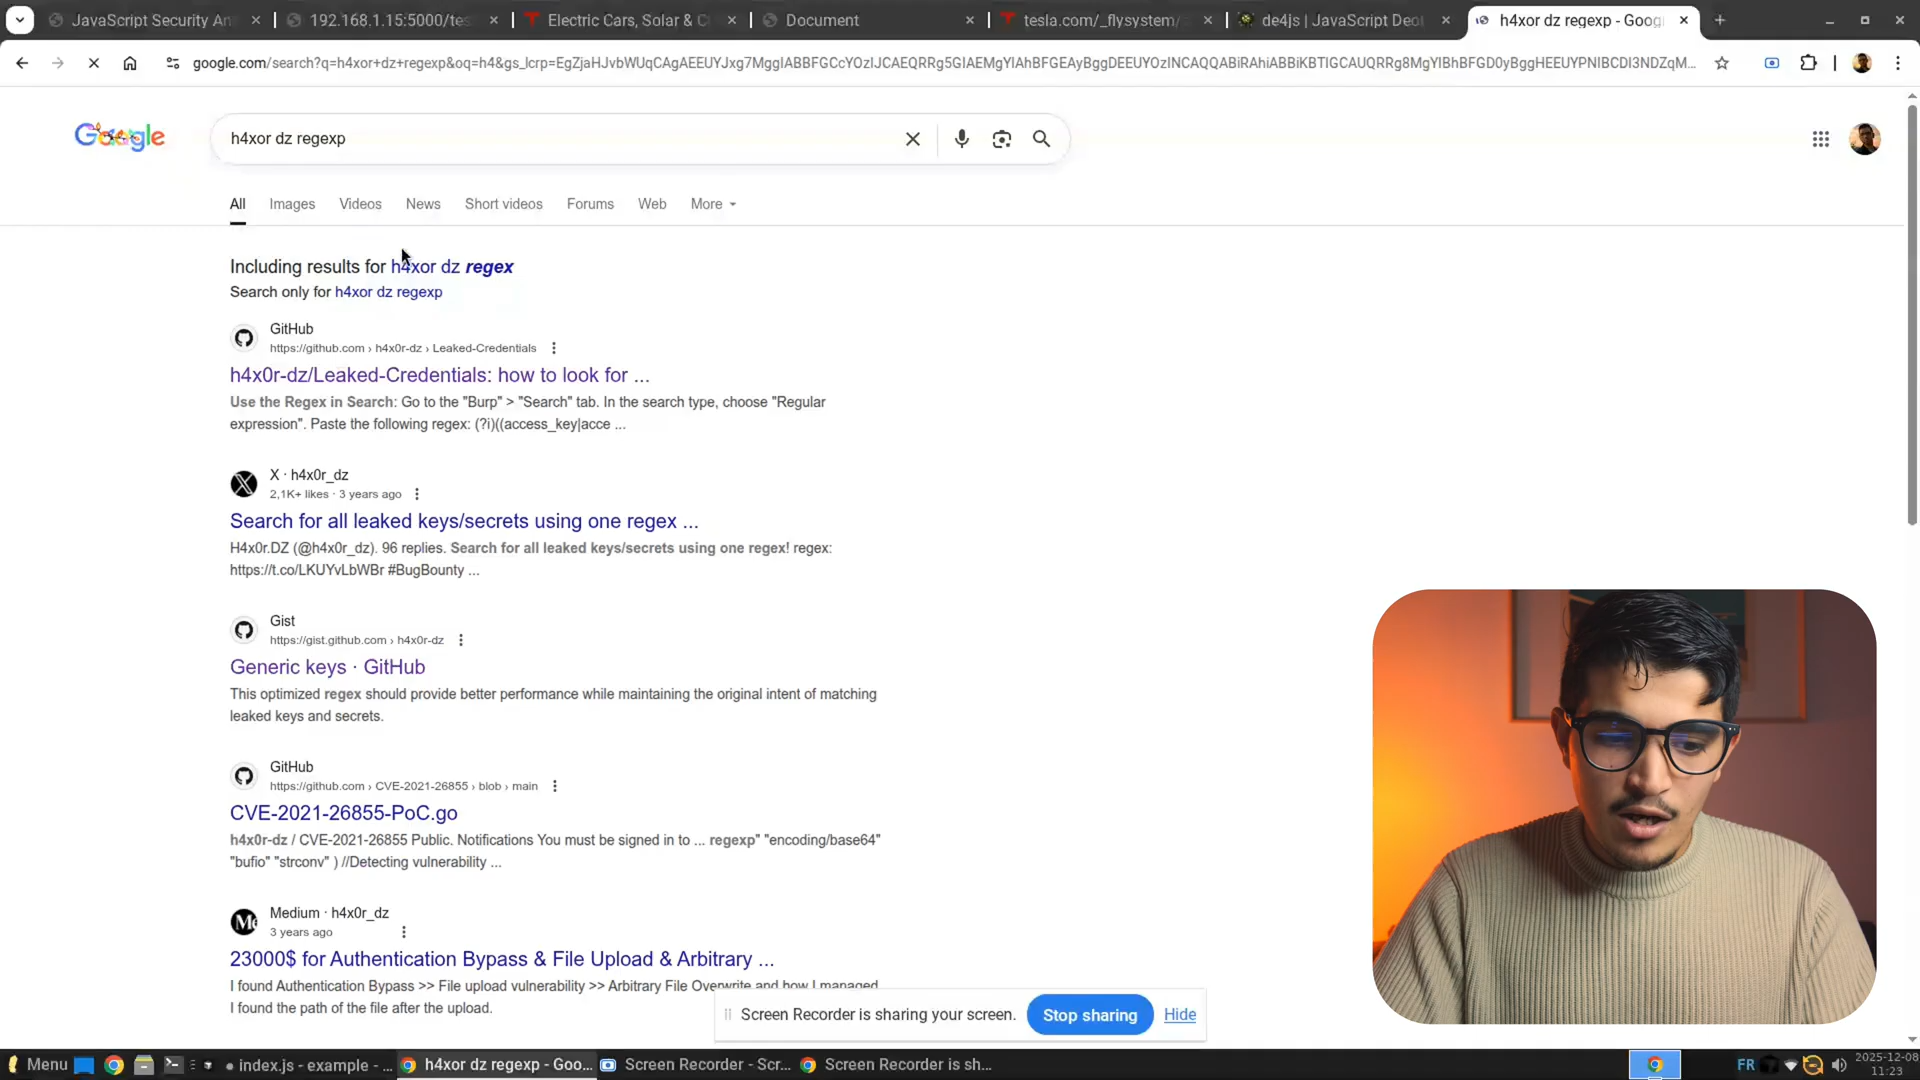 JavaScript Security An
192.168.1.15:5000/tes
Electric Cars, Solar & C
Document
tesla.com/_flysystem/
de4js | JavaScript Deo
h4xor dz regexp - Goog
google.com/search?q=h4xor+dz+regexp&oq=h4&gs_lcrp=
Google
h4xor dz regexp
All Images Videos News Short videos Forums Web More
Including results for h4xor dz regex
Search only for h4xor dz regexp
GitHub
https://github.com › h4x0r-dz › Leaked-Credentials
h4x0r-dz/Leaked-Credentials: how to look for ...
Use the Regex in Search: Go to the "Burp" > "Search" tab. In the search type, choose "Regular
expression". Paste the following regex: (?i)((access_key|acce ...
X · h4x0r_dz
2,1K+ likes · 3 years ago
Search for all leaked keys/secrets using one regex ...
H4x0r.DZ (@h4x0r_dz). 96 replies. Search for all leaked keys/secrets using one regex! regex:
https://t.co/LKUYvLbWBr #BugBounty ...
Gist
https://gist.github.com › h4x0r-dz
Generic keys · GitHub
This optimized regex should provide better performance while maintaining the original intent of matching
leaked keys and secrets.
GitHub
https://github.com › CVE-2021-26855 › blob › main
CVE-2021-26855-PoC.go
h4x0r-dz / CVE-2021-26855 Public. Notifications You must be signed in to ... regexp" "encoding/base64"
"bufio" "strconv" ) //Detecting vulnerability ...
Medium · h4x0r_dz
3 years ago
23000$ for Authentication Bypass & File Upload & Arbitrary ...
I found Authentication Bypass >> File upload vulnerability >> Arbitrary File Overwrite and how I managed
I found the path of the file after the upload.
Screen Recorder is sharing your screen. Stop sharing Hide
Menu
index.js - example - ...
h4xor dz regexp - Goo...
Screen Recorder - Scr...
Screen Recorder is sh...
FR
2025-12-08
11:23